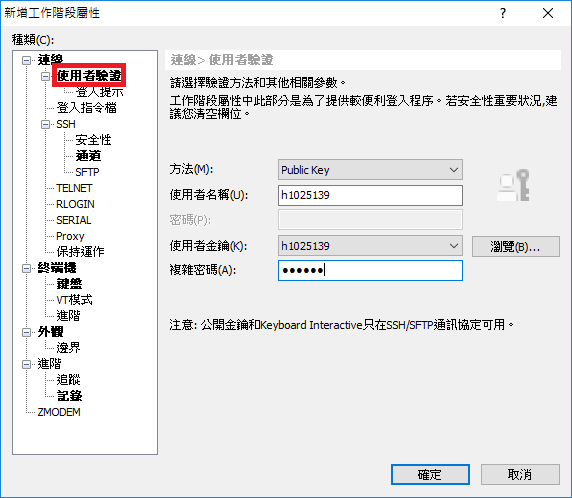 新增工作階段屬性
種類(C):
連線
使用者驗證
登入提示
登入指令檔
SSH
安全性
通道
SFTP
TELNET
RLOGIN
SERIAL
Proxy
保持運作
終端機
鍵盤
VT模式
進階
外觀
邊界
進階
追蹤
記錄
ZMODEM
連線 > 使用者驗證
請選擇驗證方法和其他相關參數。
工作階段屬性中此部分是為了提供較便利登入程序。若安全性重要狀況,建
議您清空欄位。
方法(M): Public Key
使用者名稱(U): h1025139
密碼(P):
使用者金鑰(K): h1025139 瀏覽(B)...
複雜密碼(A): ●●●●●●
注意: 公開金鑰和Keyboard Interactive只在SSH/SFTP通訊協定可用。
確定 取消